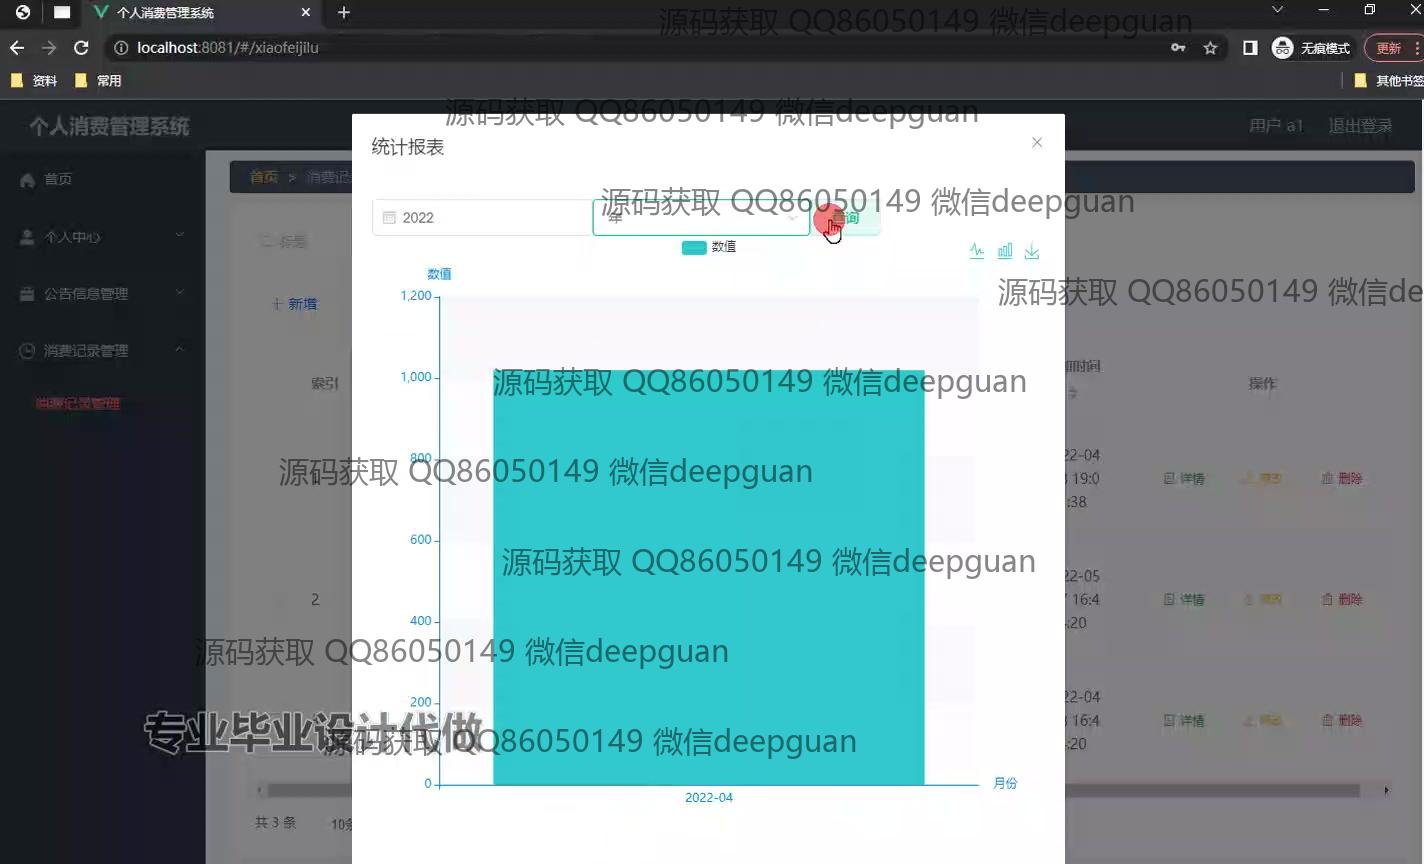 个人消费管理系统
源码获取 QQ86050149 微信deepguan
localhost:8081/#/xiaofeijilu
无痕模式
更新
资料
常用
其他书签
源码获取 QQ86050149 微信deepguan
个人消费管理系统
用户 a1
退出登录
统计报表
首页
首页 > 消费记
源码获取 QQ86050149 微信deepguan
2022
年
查询
个人中心
数值
数值
公告信息管理
新增
1,200
源码获取 QQ86050149 微信de
消费记录管理
索引
1,000
源码获取 QQ86050149 微信deepguan
加时间
操作
消费记录管理
22-04
800
源码获取 QQ86050149 微信deepguan
19:0
详情
删除
:38
600
源码获取 QQ86050149 微信deepguan
22-05
2
16:4
详情
删除
:20
400
源码获取 QQ86050149 微信deepguan
200
22-04
专业毕业设计代做
16:4
详情
删除
源码获取 QQ86050149 微信deepguan
:20
0
月份
2022-04
共 3 条
10条